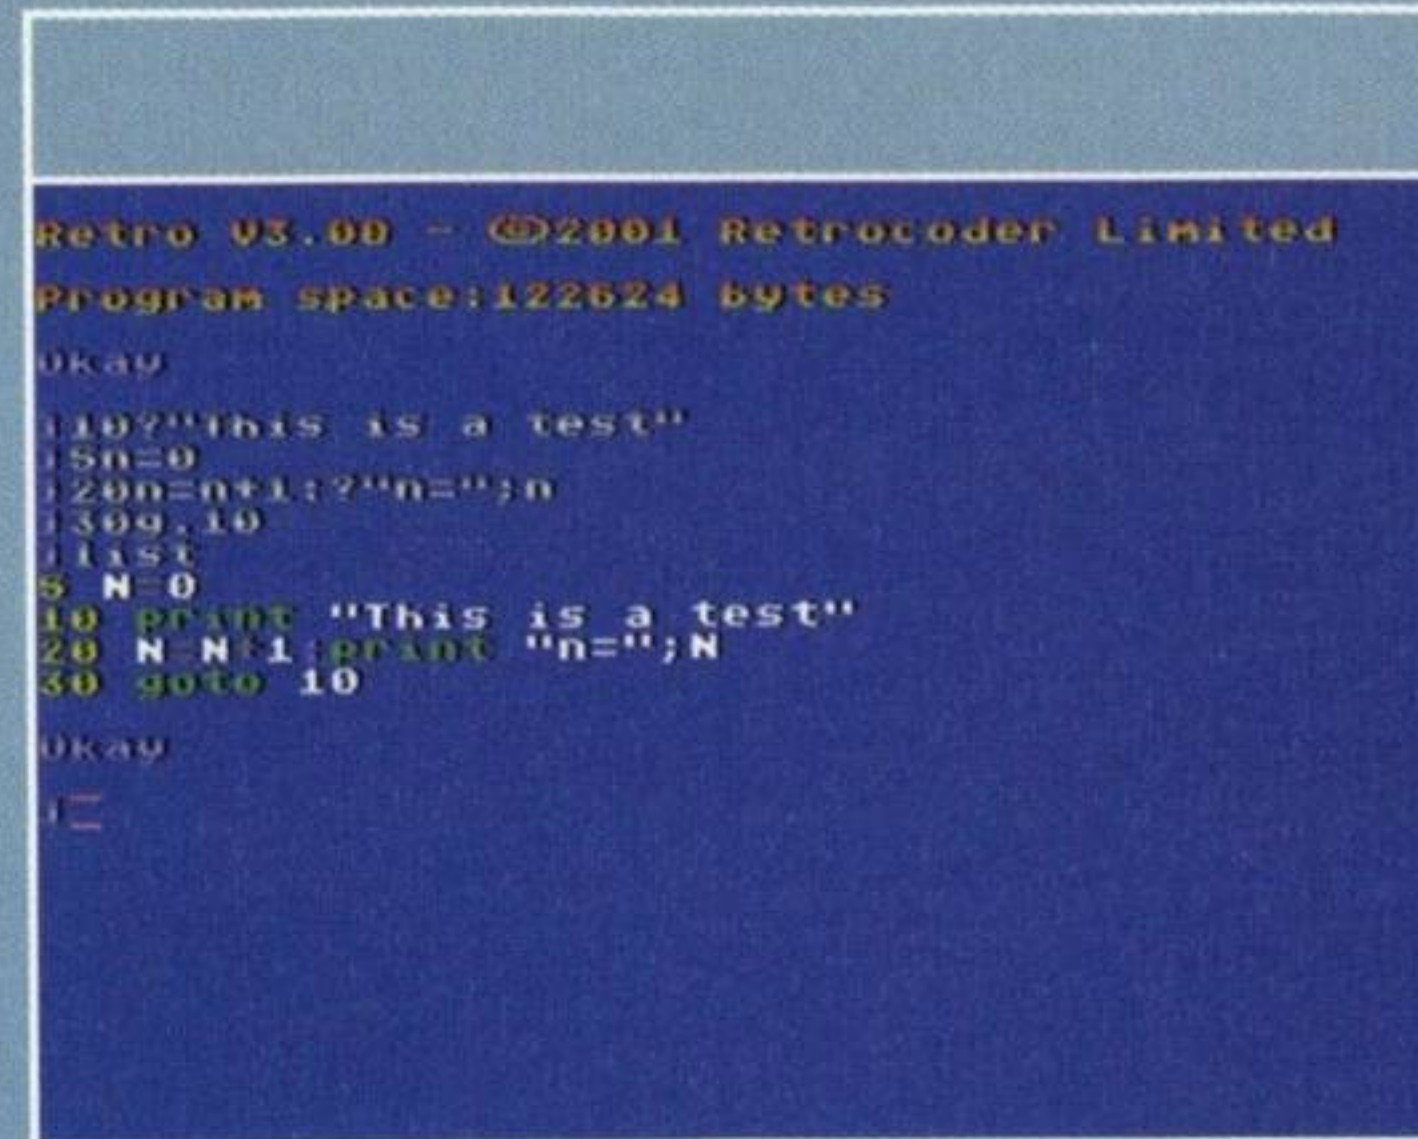 Retro V3.00 - ©2001 Retrocoder Limited
Program space:122624 bytes
Okay
:10?"This is a test"
:5n=0
:20n=n+1:?"n=";n
:30g.10
:list
5 N=0
10 print "This is a test"
20 N=N+1:print "n=";N
30 goto 10
Okay
: